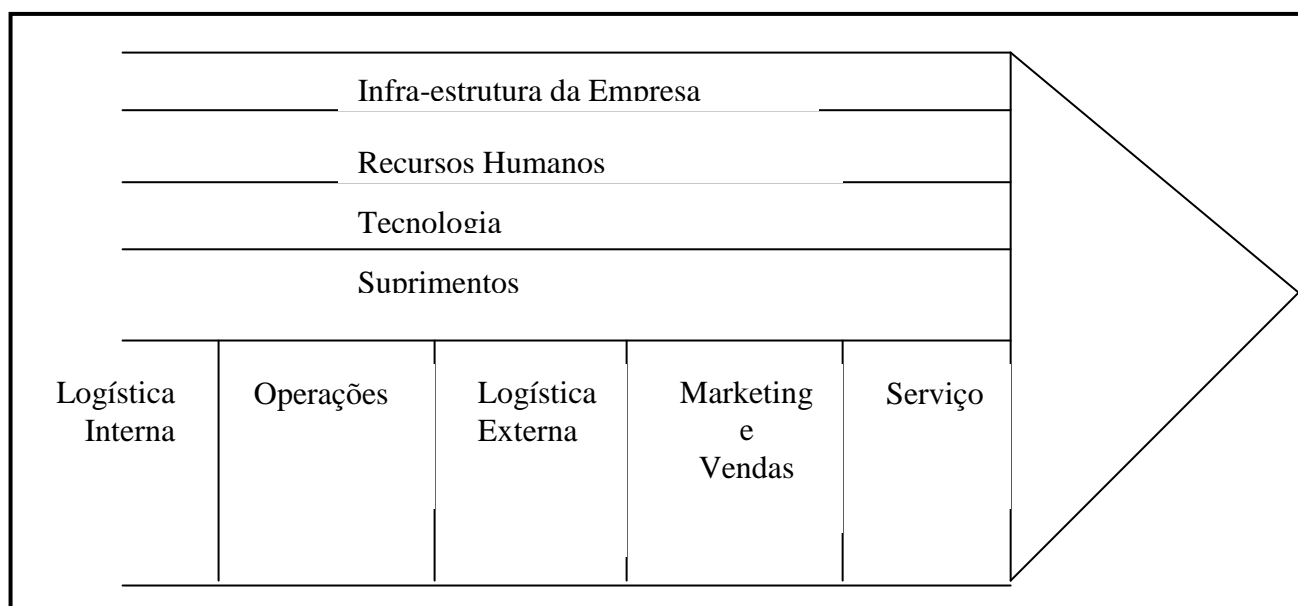 Infra-estrutura da Empresa
Recursos Humanos
Tecnologia
Suprimentos
Logística
Interna
Operações
Logística
Externa
Marketing
e
Vendas
Serviço